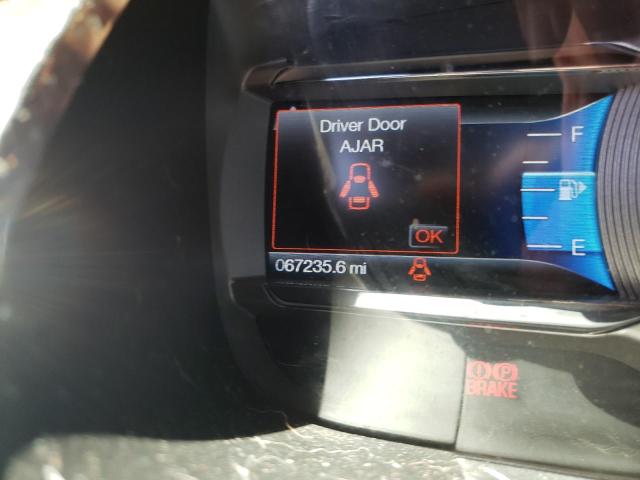 Driver Door
AJAR
OK
F
E
067235.6 mi
P
BRAKE